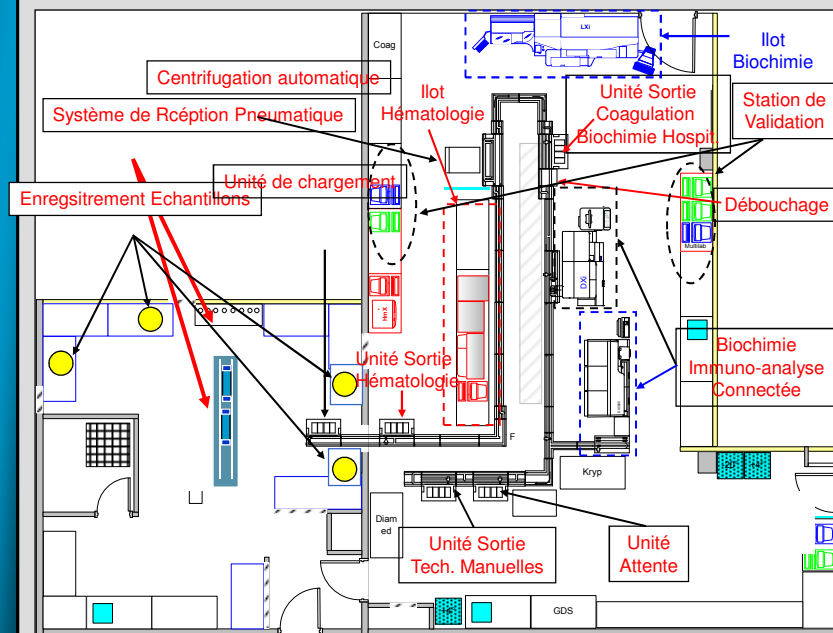 Coag
LXi
Ilot
Biochimie
Centrifugation automatique
Ilot
Hématologie
Unité Sortie
Coagulation
Biochimie Hospit.
Station de
Validation
Système de Rcéption Pneumatique
Unité de chargement
Enregsitrement Echantillons
Débouchage
Multilab
DXi
HmX
Unité Sortie
Hématologie
Biochimie
Immuno-analyse
Connectée
F
Kryp
Diam
ed
Unité Sortie
Tech. Manuelles
Unité
Attente
GDS